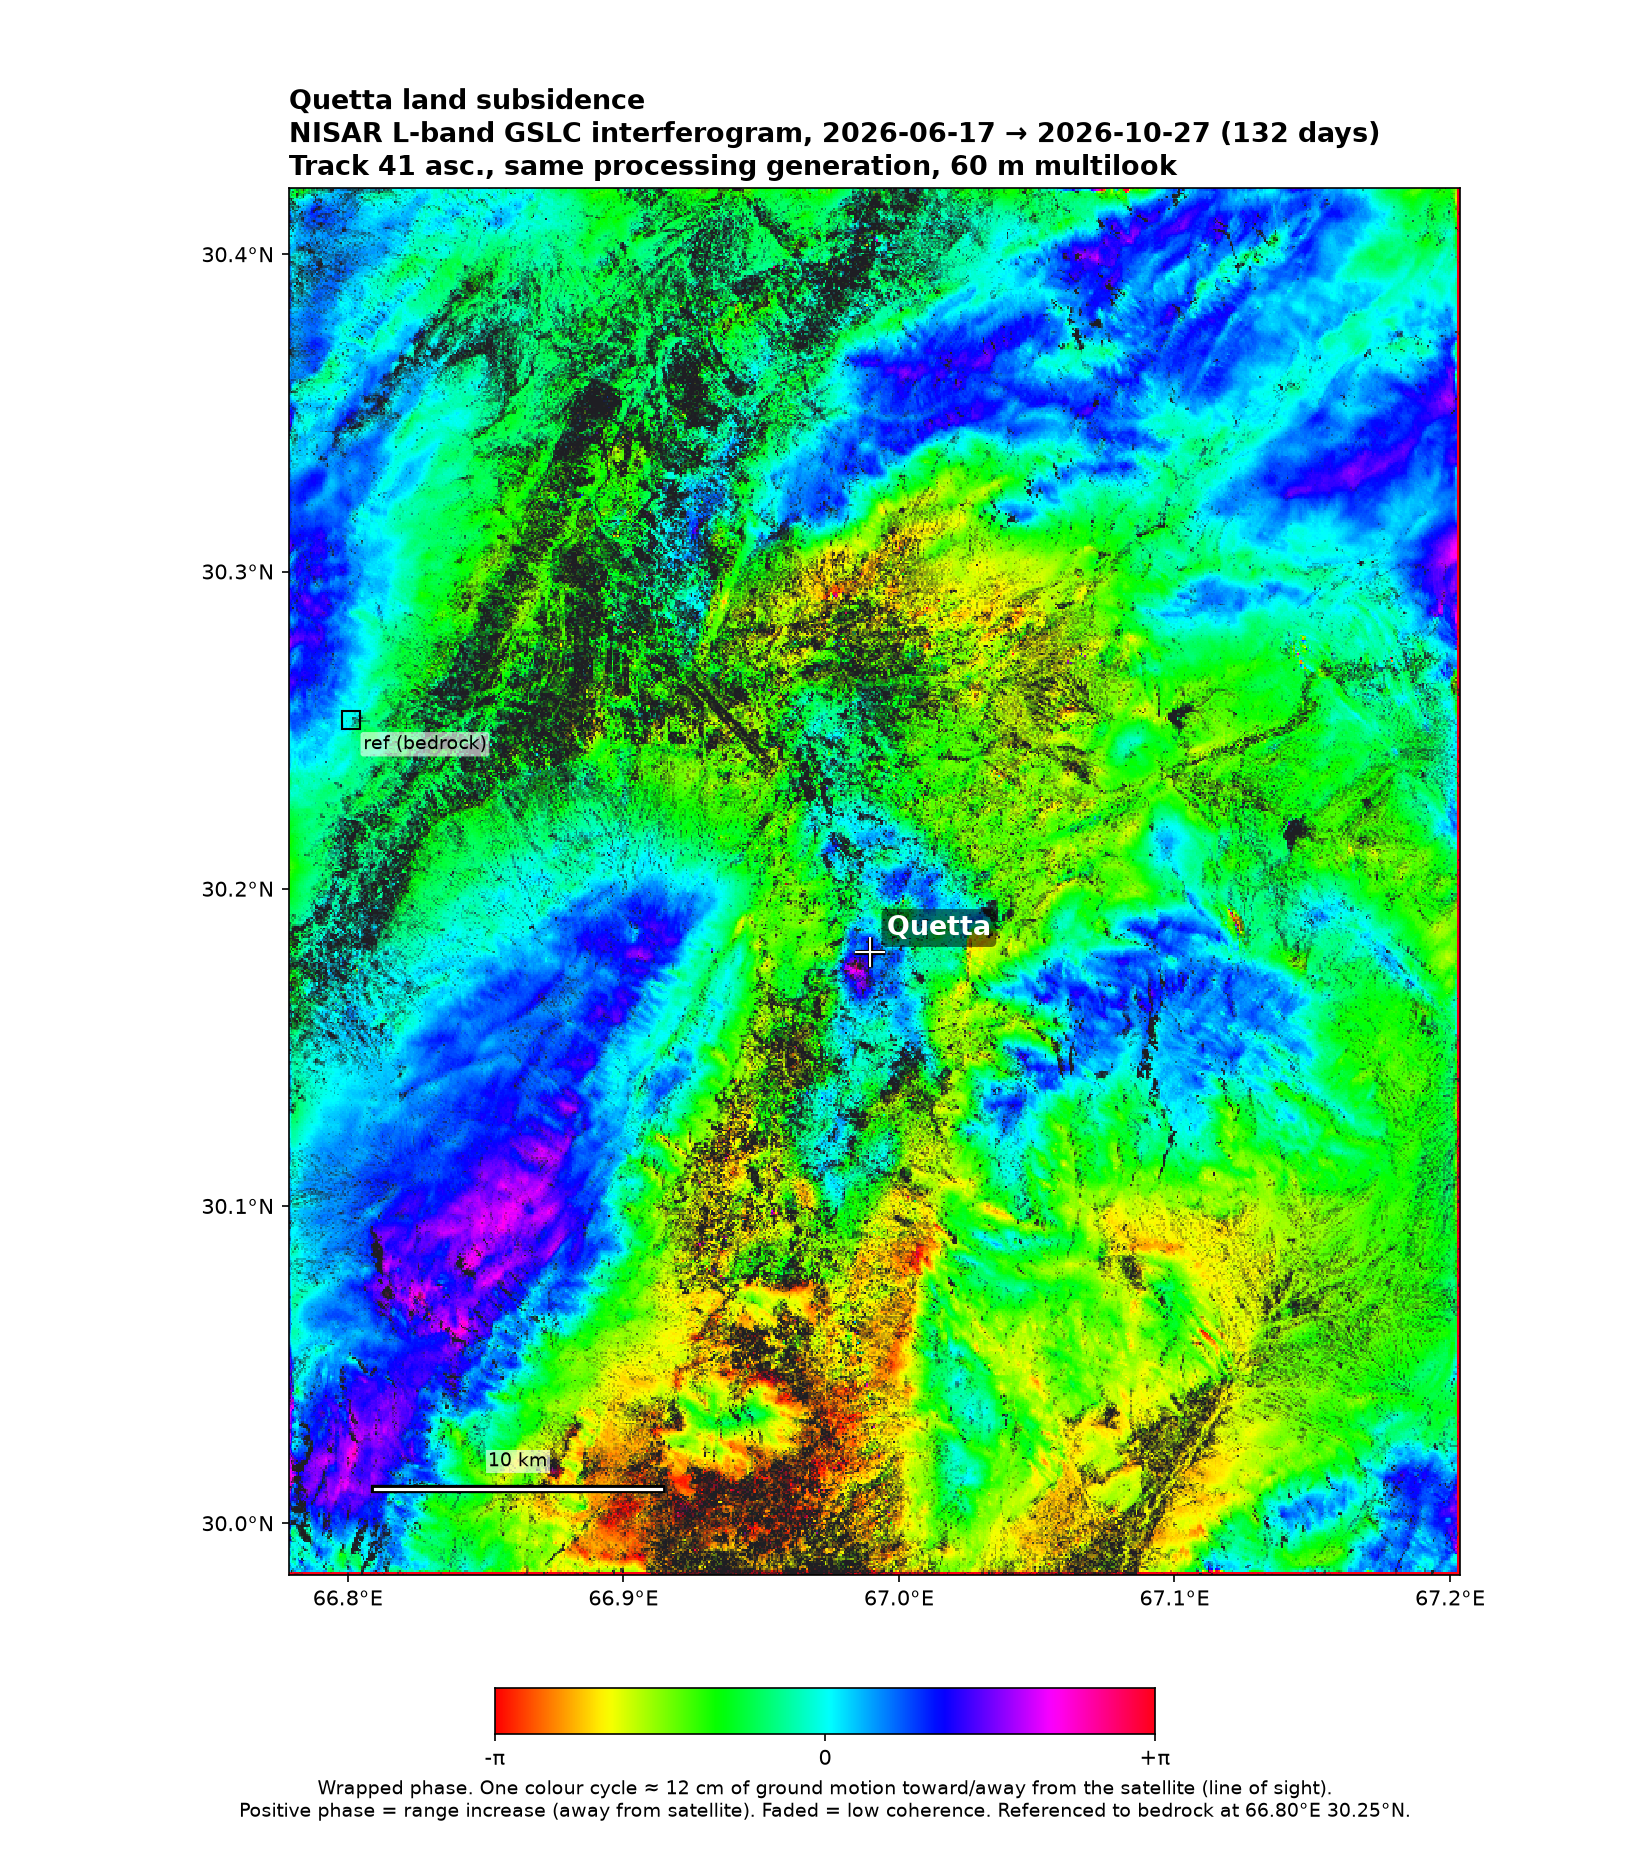 Quetta land subsidence
NISAR L-band GSLC interferogram, 2026-06-17 → 2026-10-27 (132 days)
Track 41 asc., same processing generation, 60 m multilook
30.4°N
30.3°N
ref (bedrock)
30.2°N
Quetta
30.1°N
10 km
30.0°N
66.8°E 66.9°E 67.0°E 67.1°E 67.2°E
-π 0 +π
Wrapped phase. One colour cycle ≈ 12 cm of ground motion toward/away from the satellite (line of sight).
Positive phase = range increase (away from satellite). Faded = low coherence. Referenced to bedrock at 66.80°E 30.25°N.